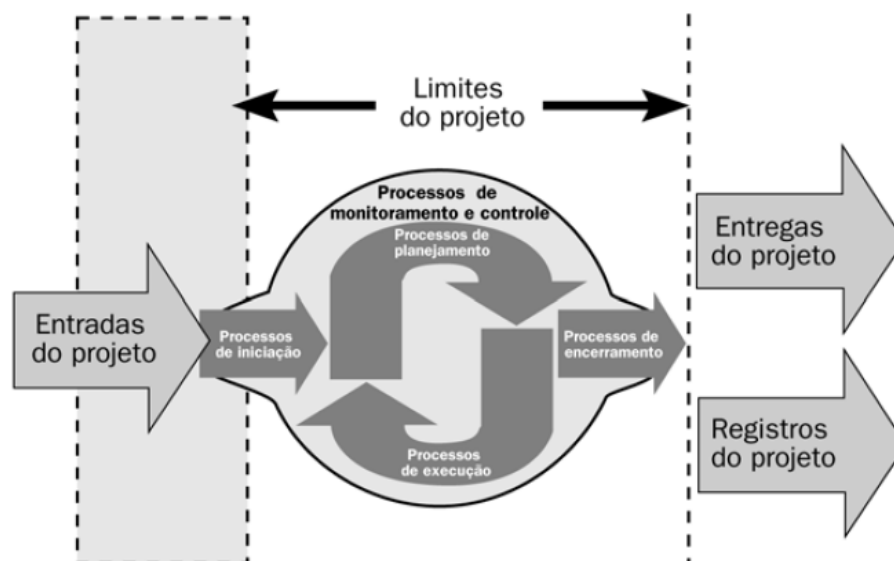 Limites
do projeto
Processos de
monitoramento e controle
Processos de
planejamento
Entradas
do projeto
Processos
de iniciação
Processos de
encerramento
Processos
de execução
Entregas
do projeto
Registros
do projeto